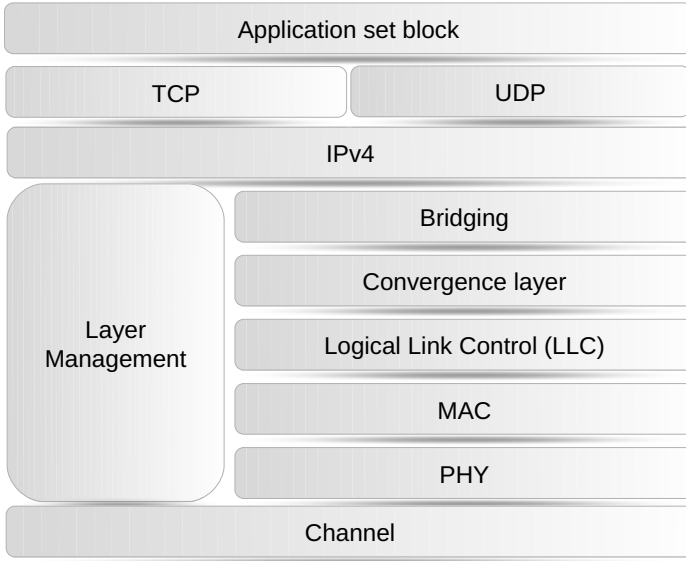 Application set block
TCP
UDP
IPv4
Bridging
Convergence layer
Layer
Management
Logical Link Control (LLC)
MAC
PHY
Channel